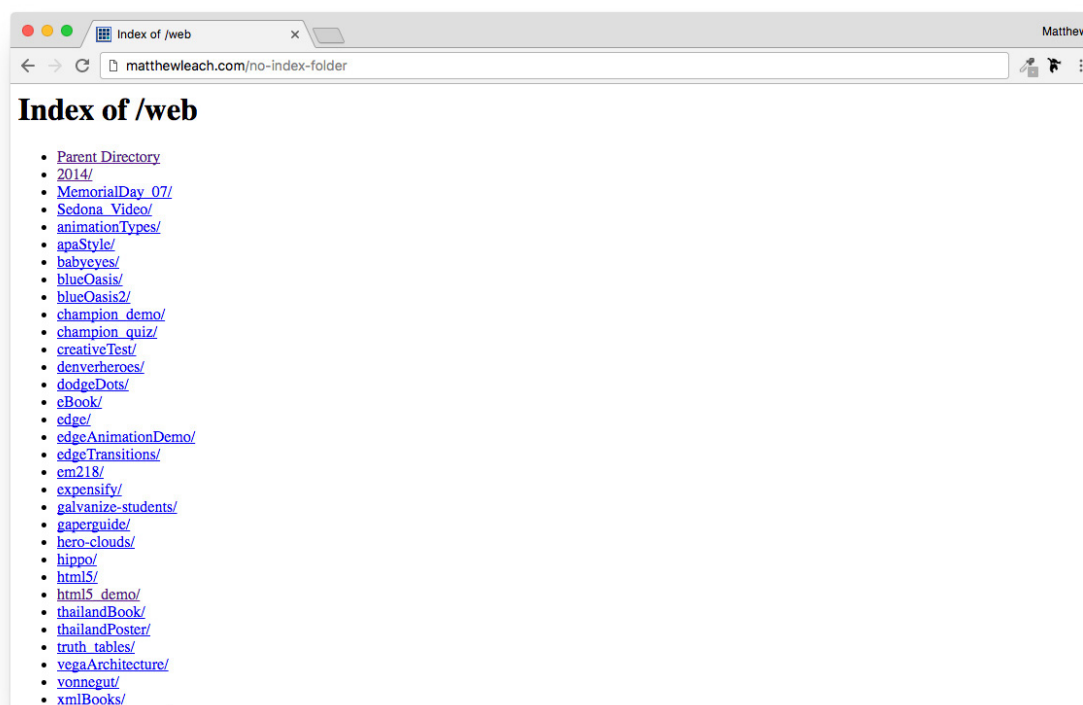 Index of /web
Matthew
matthewleach.com/no-index-folder
Index of /web
Parent Directory
2014/
MemorialDay_07/
Sedona_Video/
animationTypes/
apaStyle/
babyeyes/
blueOasis/
blueOasis2/
champion_demo/
champion_quiz/
creativeTest/
denverheroes/
dodgeDots/
eBook/
edge/
edgeAnimationDemo/
edgeTransitions/
em218/
expensify/
galvanize-students/
gaperguide/
hero-clouds/
hippo/
html5/
html5_demo/
thailandBook/
thailandPoster/
truth_tables/
vegaArchitecture/
vonnegut/
xmlBooks/